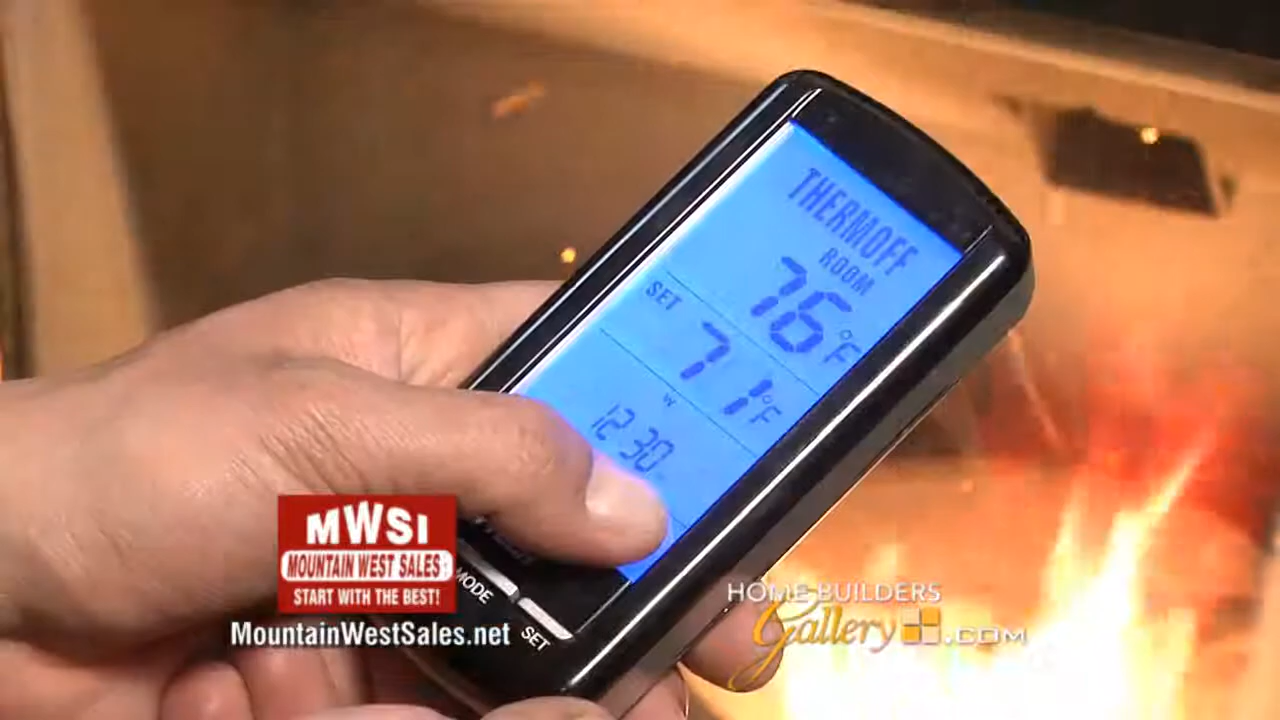 THERMOFF
ROOM
76°F
SET
71°F
W
12 30
MODE
SET
MWSI
MOUNTAIN WEST SALES
START WITH THE BEST!
MountainWestSales.net
HOME BUILDERS
Gallery.COM